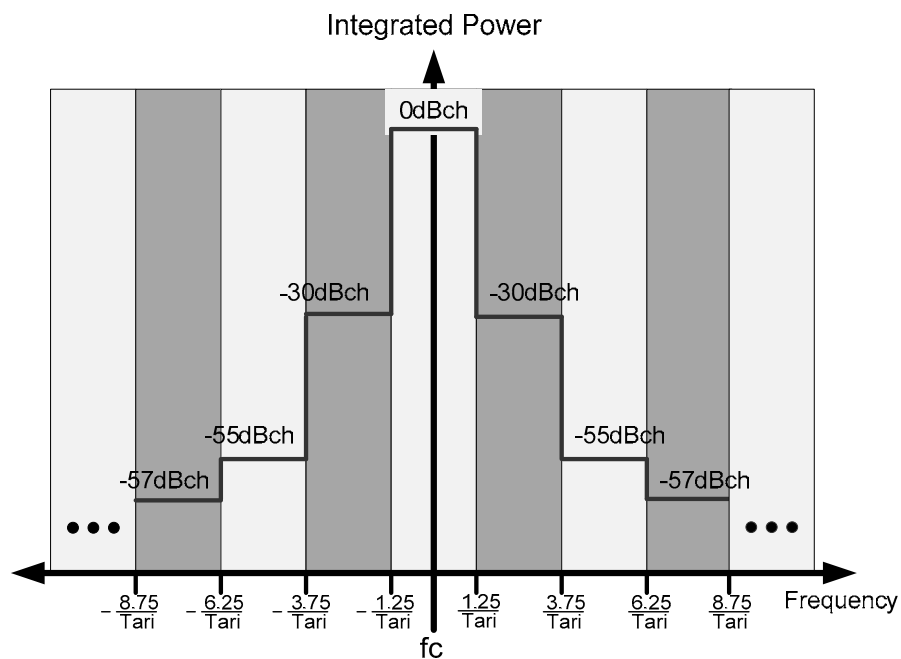 Integrated Power
0dBch
-30dBch
-30dBch
-55dBch
-55dBch
-57dBch
-57dBch
- 8.75/Tari
- 6.25/Tari
- 3.75/Tari
- 1.25/Tari
1.25/Tari
3.75/Tari
6.25/Tari
8.75/Tari
Frequency
fc